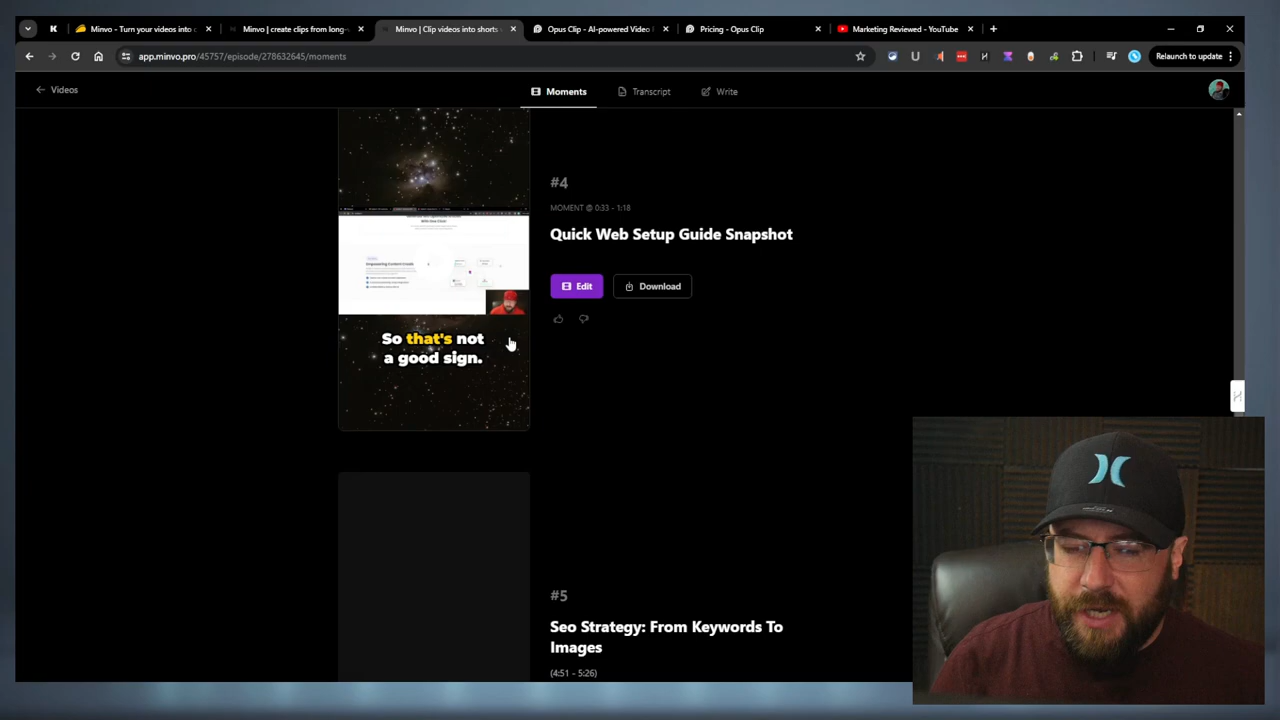 Minvo - Turn your videos into c
Minvo | create clips from long-
Minvo | Clip videos into shorts
Opus Clip - AI-powered Video
Pricing - Opus Clip
Marketing Reviewed - YouTube
app.minvo.pro/45757/episode/278632645/moments
Relaunch to update
Videos
Moments
Transcript
Write
#4
MOMENT @ 0:33 - 1:18
Quick Web Setup Guide Snapshot
Edit
Download
Empowering Content Creato
So that's not
a good sign.
#5
Seo Strategy: From Keywords To
Images
(4:51 - 5:26)